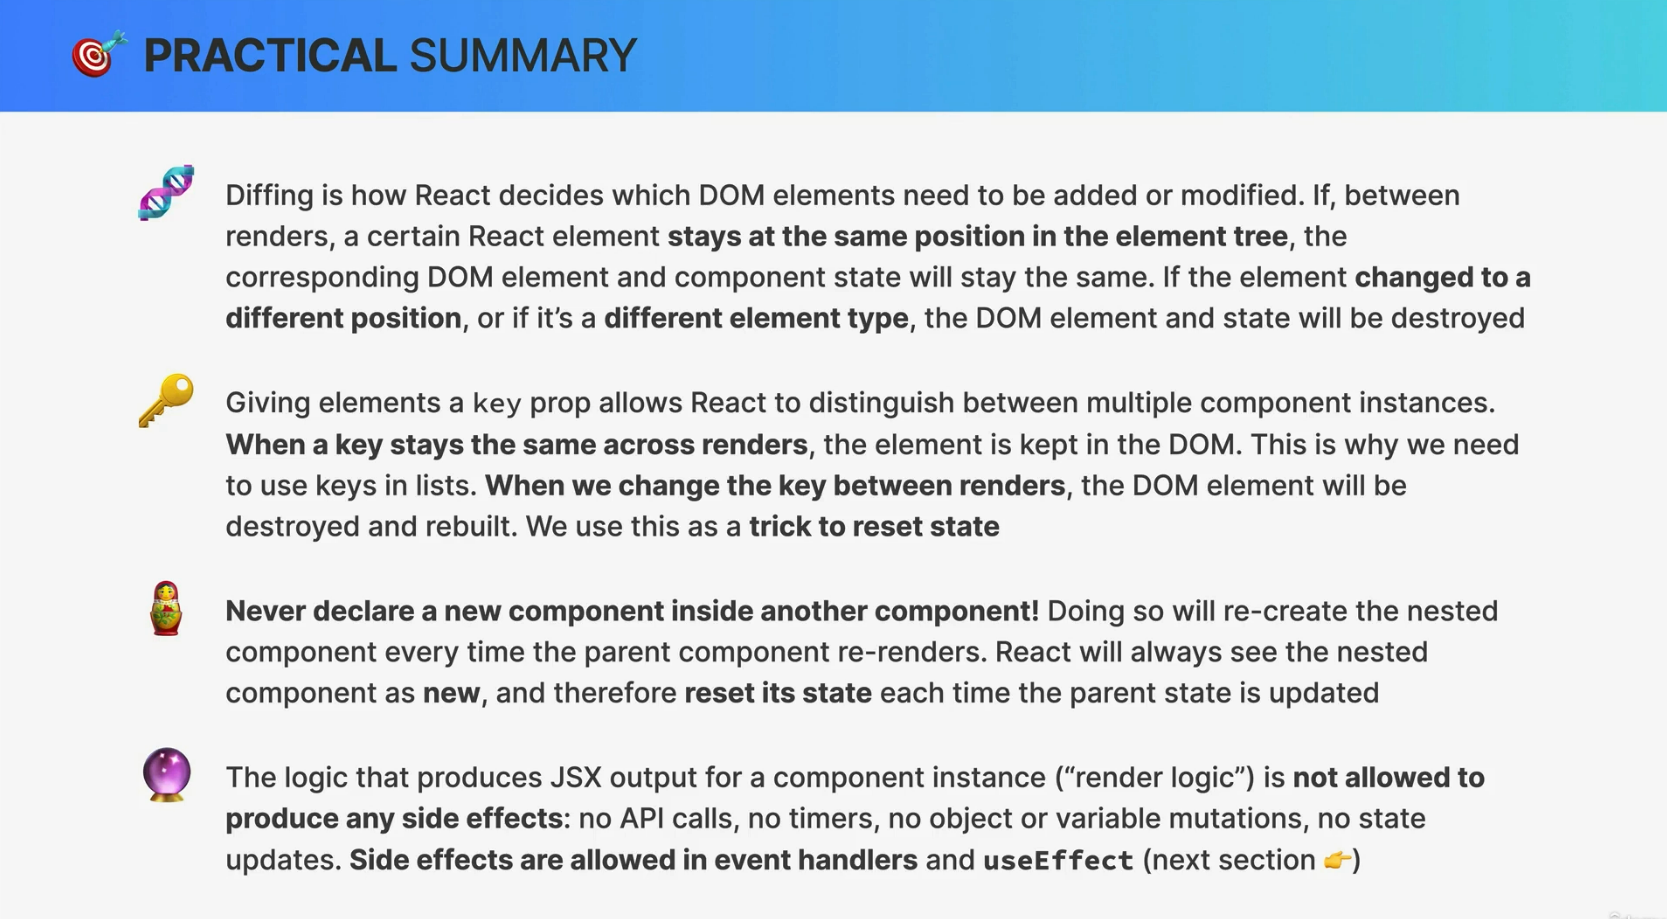 PRACTICAL SUMMARY
Diffing is how React decides which DOM elements need to be added or modified. If, between
renders, a certain React element stays at the same position in the element tree, the
corresponding DOM element and component state will stay the same. If the element changed to a
different position, or if it’s a different element type, the DOM element and state will be destroyed
Giving elements a key prop allows React to distinguish between multiple component instances.
When a key stays the same across renders, the element is kept in the DOM. This is why we need
to use keys in lists. When we change the key between renders, the DOM element will be
destroyed and rebuilt. We use this as a trick to reset state
Never declare a new component inside another component! Doing so will re-create the nested
component every time the parent component re-renders. React will always see the nested
component as new, and therefore reset its state each time the parent state is updated
The logic that produces JSX output for a component instance (“render logic”) is not allowed to
produce any side effects: no API calls, no timers, no object or variable mutations, no state
updates. Side effects are allowed in event handlers and useEffect (next section 👉)